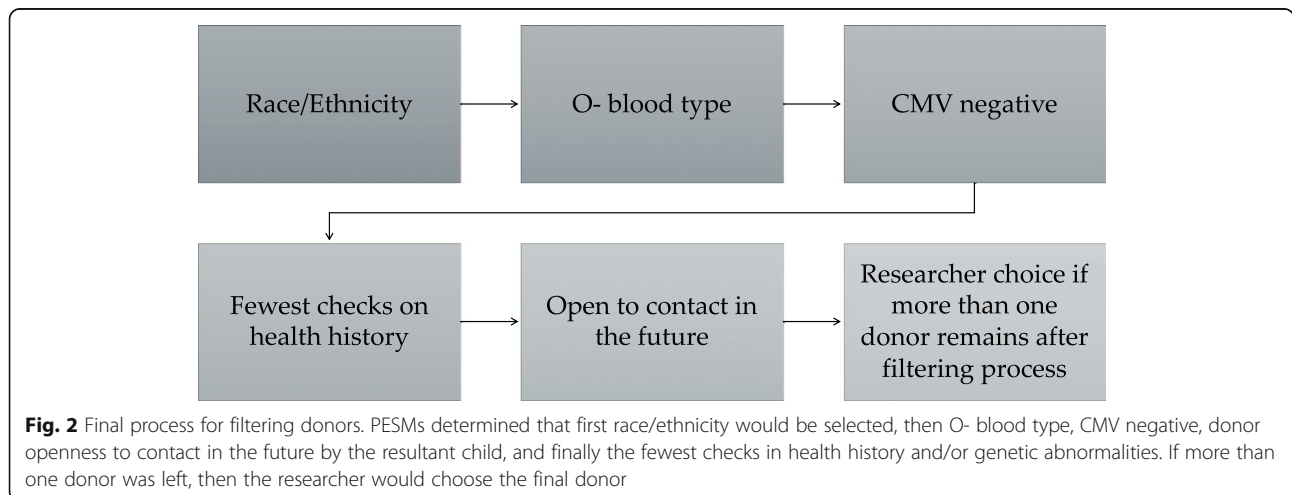 Race/Ethnicity
O- blood type
CMV negative
Fewest checks on
health history
Open to contact in
the future
Researcher choice if
more than one
donor remains after
filtering process
Fig. 2 Final process for filtering donors. PESMs determined that first race/ethnicity would be selected, then O- blood type, CMV negative, donor
openness to contact in the future by the resultant child, and finally the fewest checks in health history and/or genetic abnormalities. If more than
one donor was left, then the researcher would choose the final donor